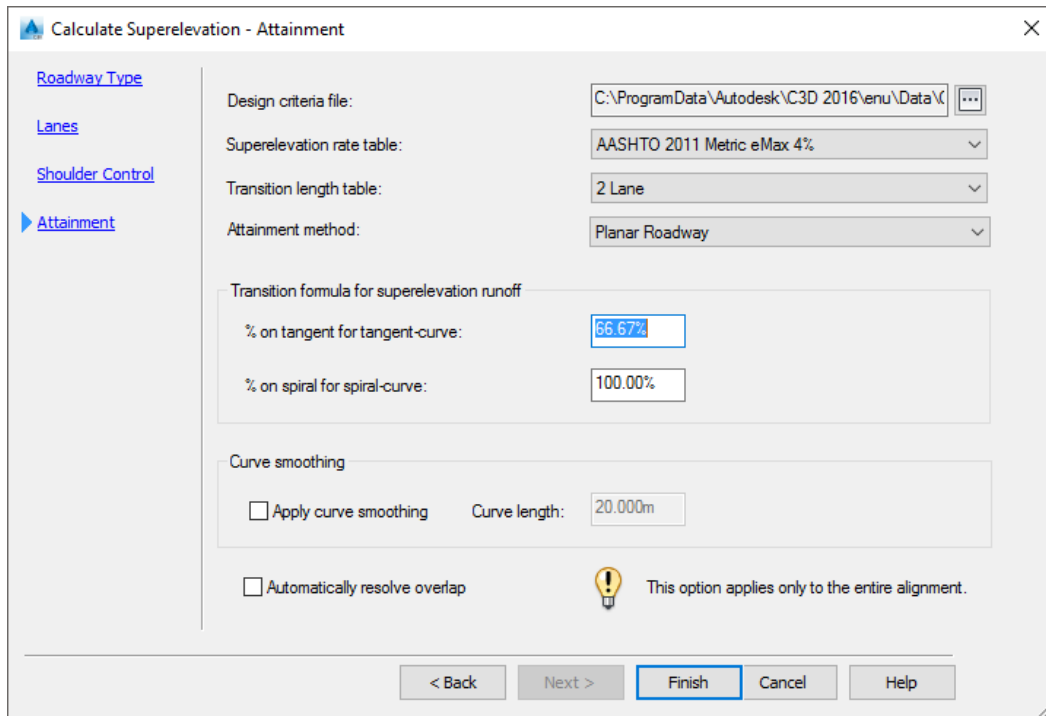 Calculate Superelevation - Attainment
Roadway Type
Lanes
Shoulder Control
Attainment
Design criteria file: C:\ProgramData\Autodesk\C3D 2016\enu\Data\C ...
Superelevation rate table: AASHTO 2011 Metric eMax 4%
Transition length table: 2 Lane
Attainment method: Planar Roadway
Transition formula for superelevation runoff
% on tangent for tangent-curve: 66.67%
% on spiral for spiral-curve: 100.00%
Curve smoothing
Apply curve smoothing Curve length: 20.000m
Automatically resolve overlap This option applies only to the entire alignment.
< Back Next > Finish Cancel Help